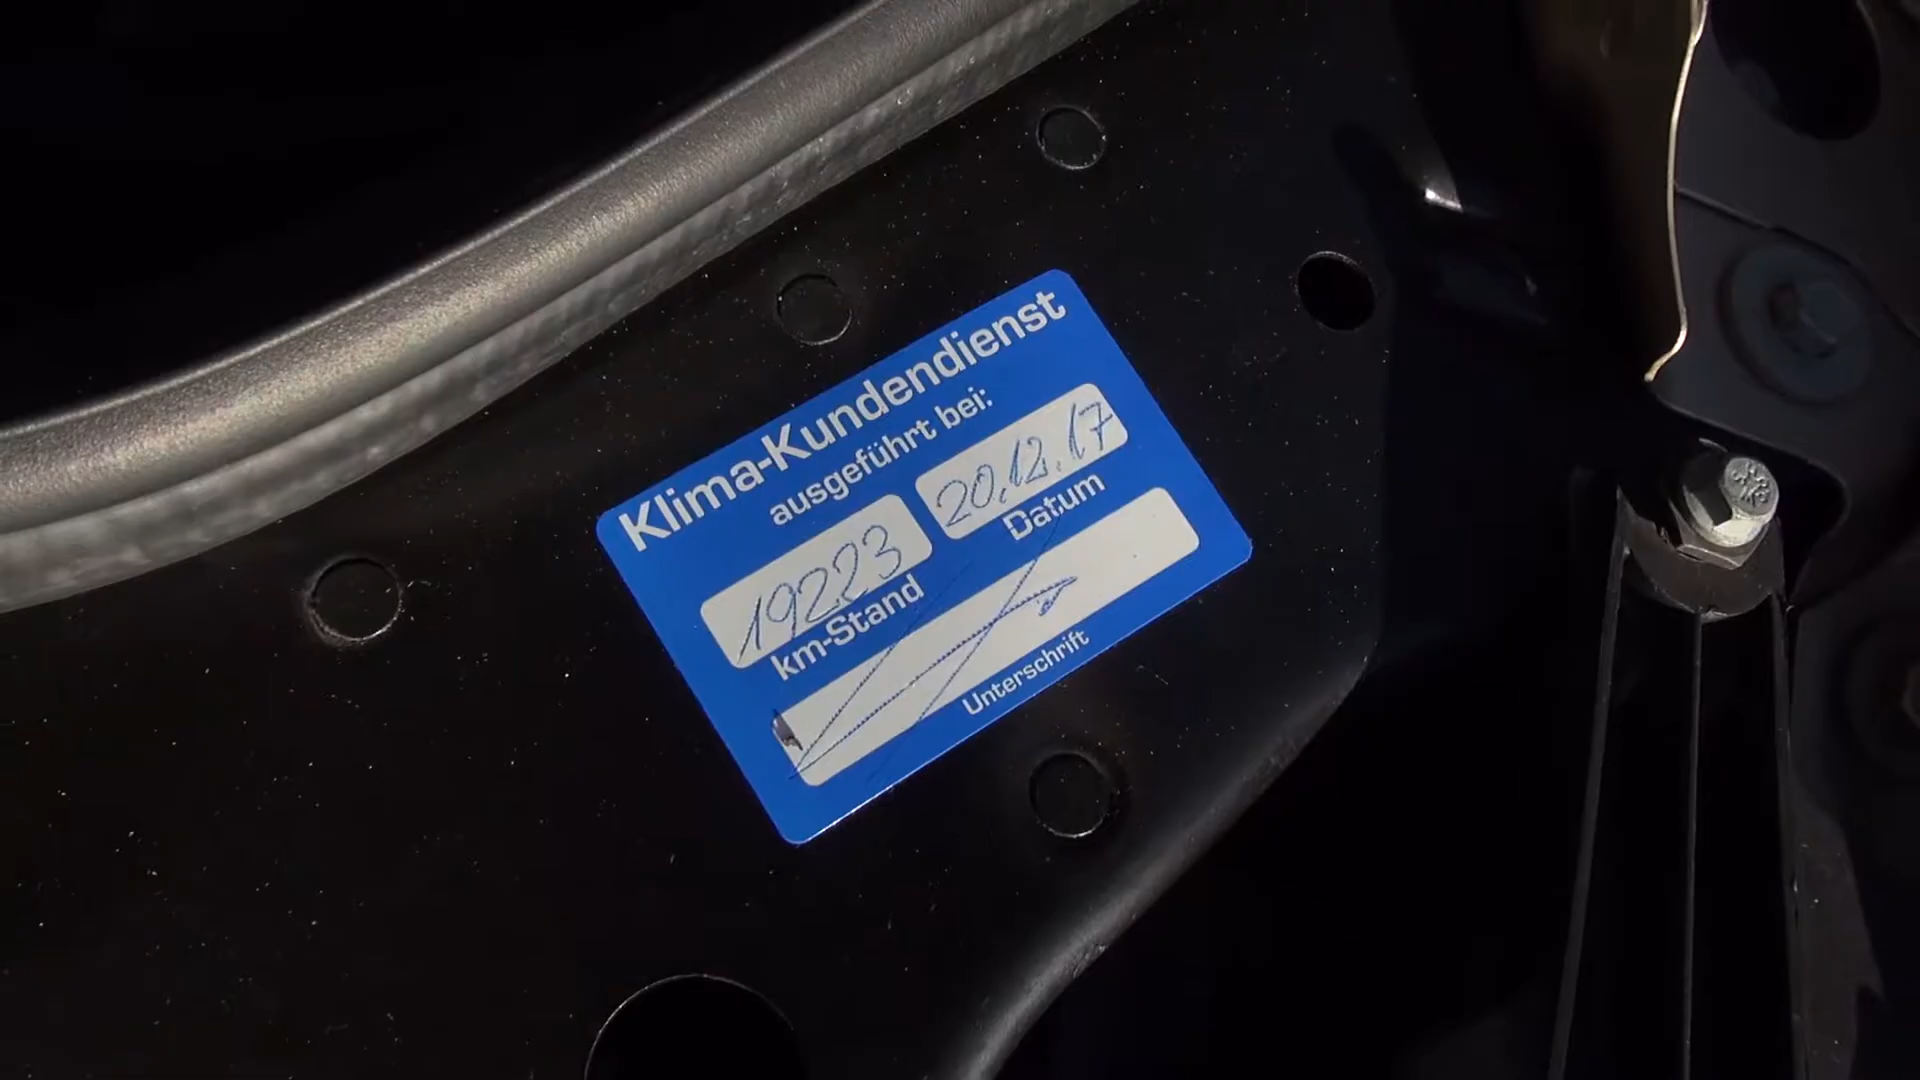 Klima-Kundendienst
ausgeführt bei:
19223
20.12.17
km-Stand
Datum
Unterschrift